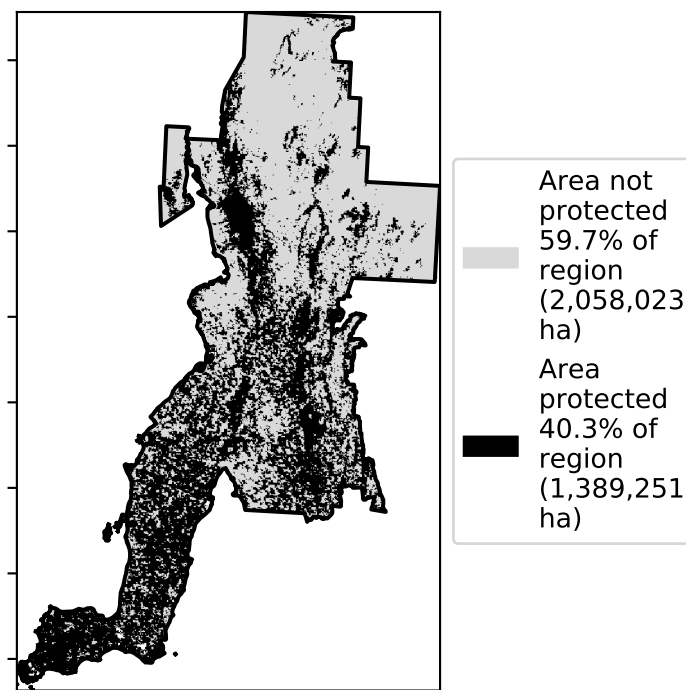 Area not
protected
59.7% of
region
(2,058,023
ha)
Area
protected
40.3% of
region
(1,389,251
ha)